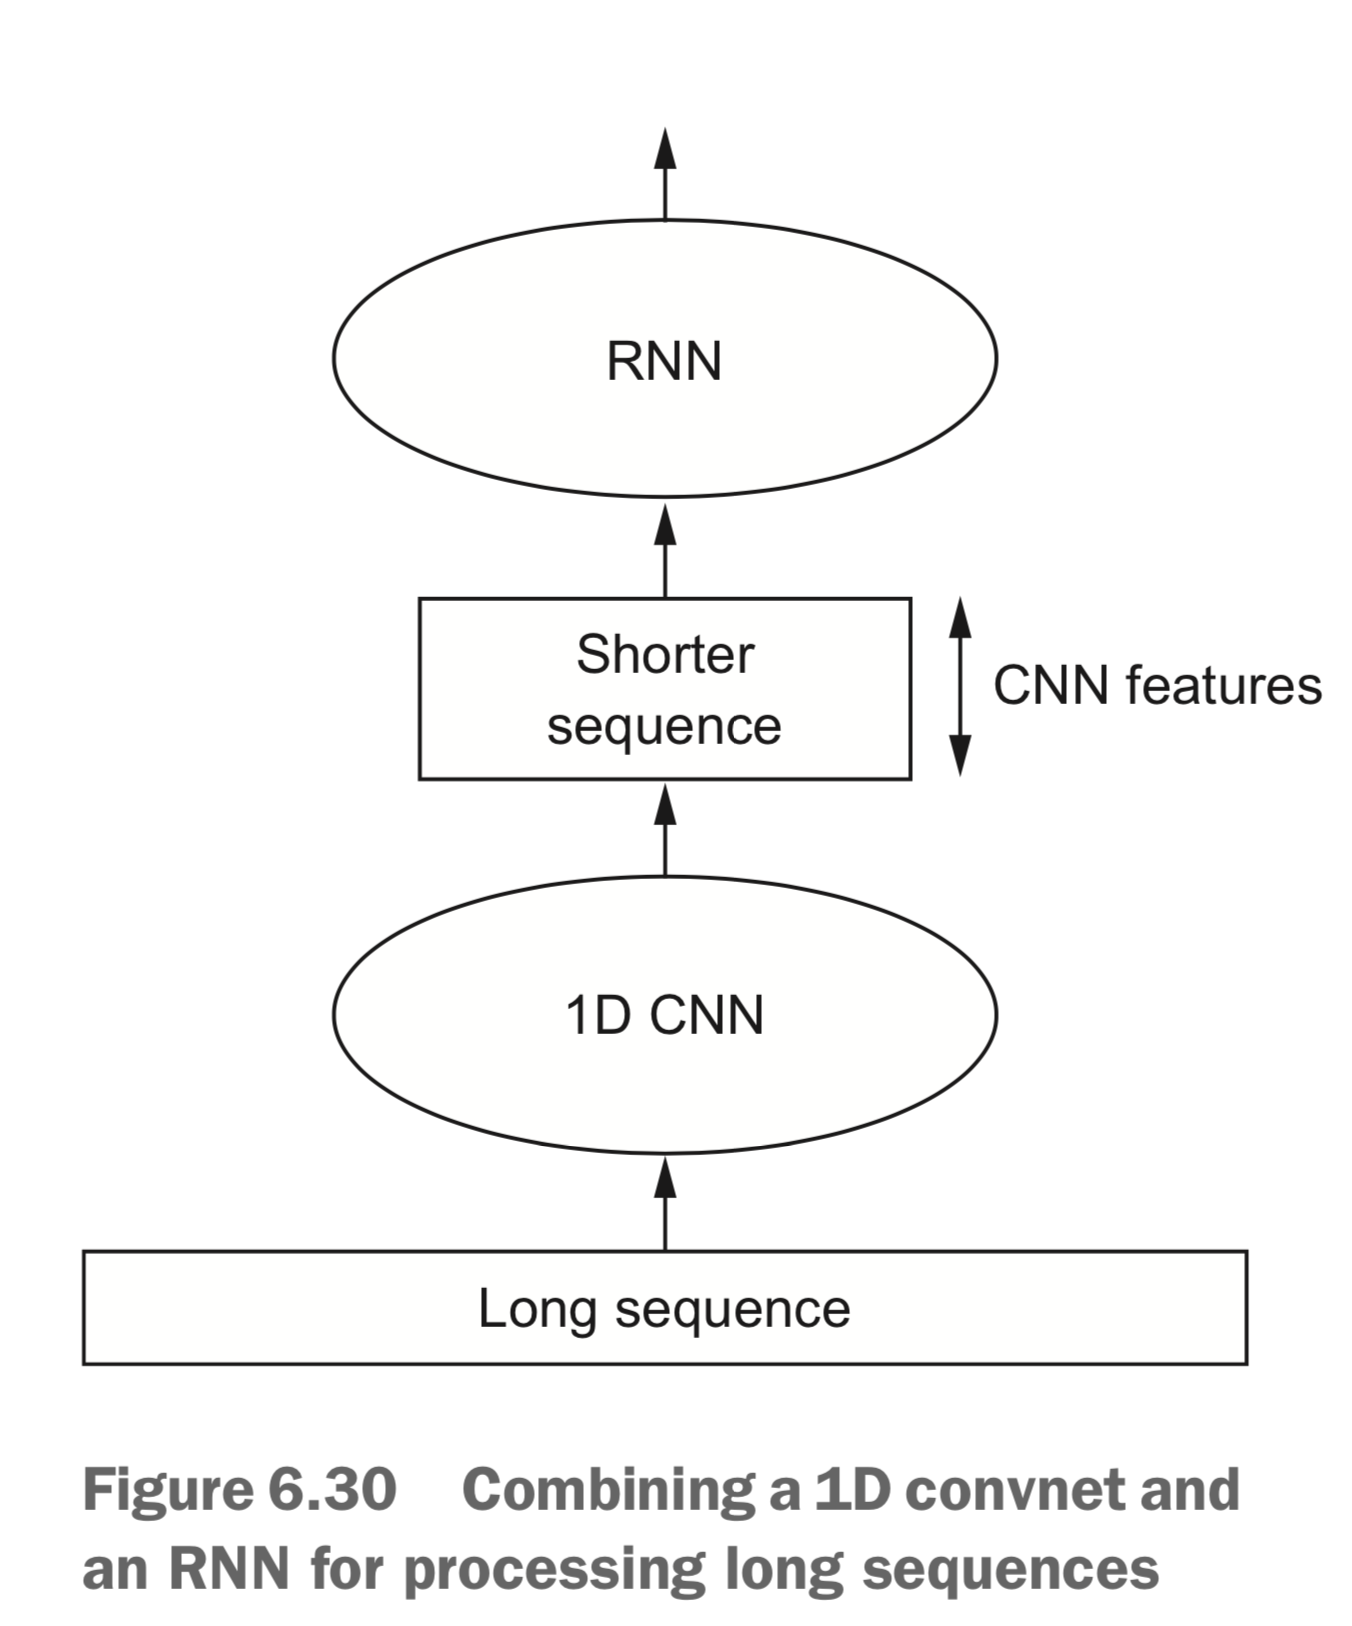 RNN
Shorter
sequence
CNN features
1D CNN
Long sequence
Figure 6.30 Combining a 1D convnet and
an RNN for processing long sequences